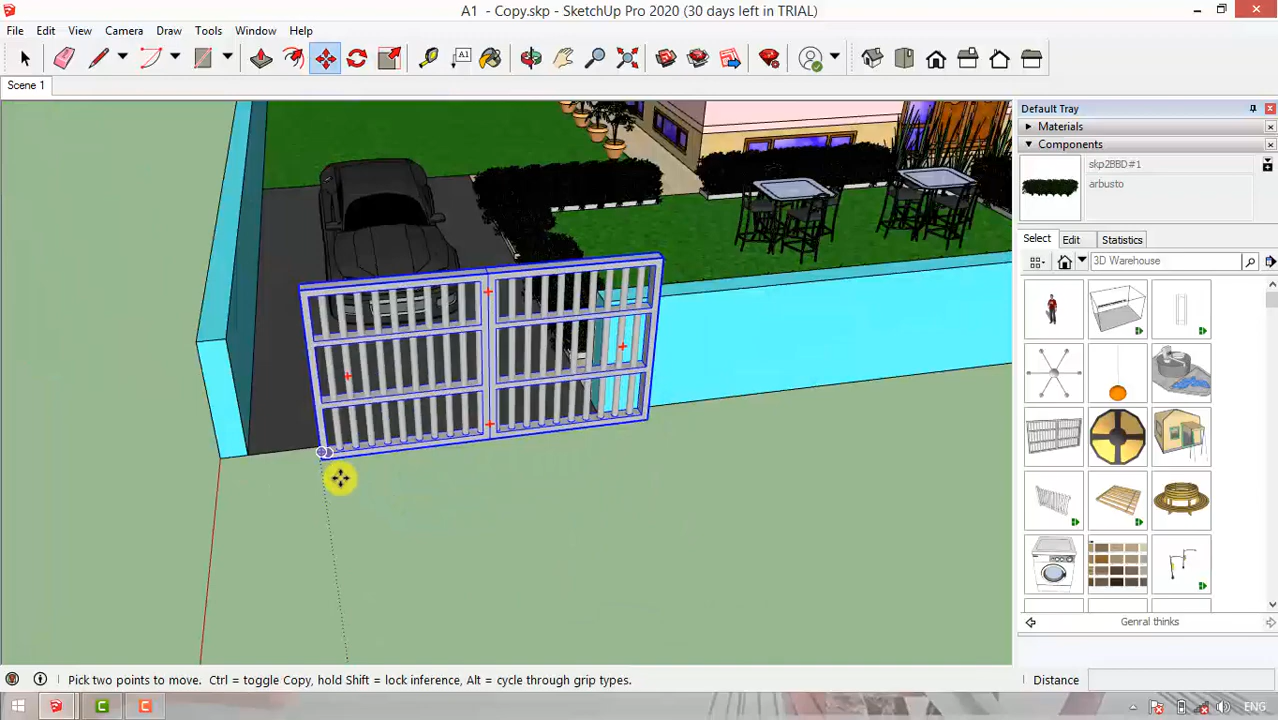 A1 - Copy.skp - SketchUp Pro 2020 (30 days left in TRIAL)
File Edit View Camera Draw Tools Window Help
A1
Scene 1
Default Tray
Materials
Components
skp2BBD#1
arbusto
Select Edit Statistics
3D Warehouse
Genral thinks
Pick two points to move. Ctrl = toggle Copy, hold Shift = lock inference, Alt = cycle through grip types.
Distance
ENG